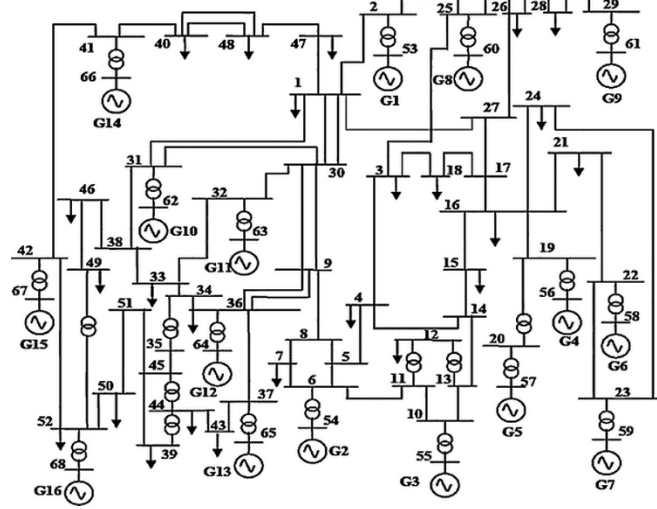 2 25 26 28 29
41 40 48 47 53 60 61
66 G1 G8 G9
G14 1 27 24
21
31 30 3 18 17
46 62 32 16
G10 63
38 G11 9 15 19
42 49 33 22
67 51 34 36 4 14 56 58
G15 35 64 8 12 20 G4 G6
45 G12 7 5
50 6 11 13 57 23
44 37 10
52 43 65 54 G5 59
68 39 G13 G2 55
G16 G3 G7